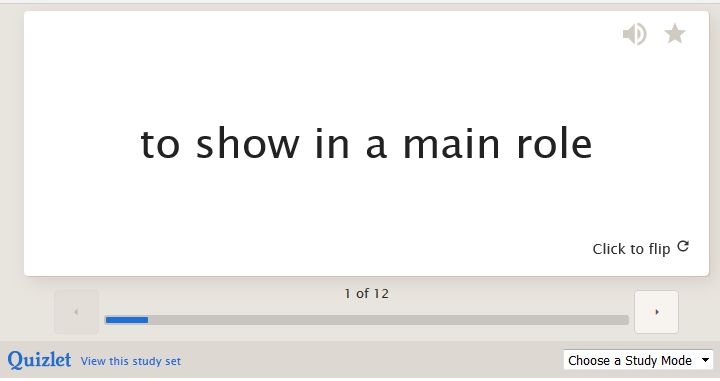 to show in a main role
Click to flip
1 of 12
Quizlet View this study set Choose a Study Mode